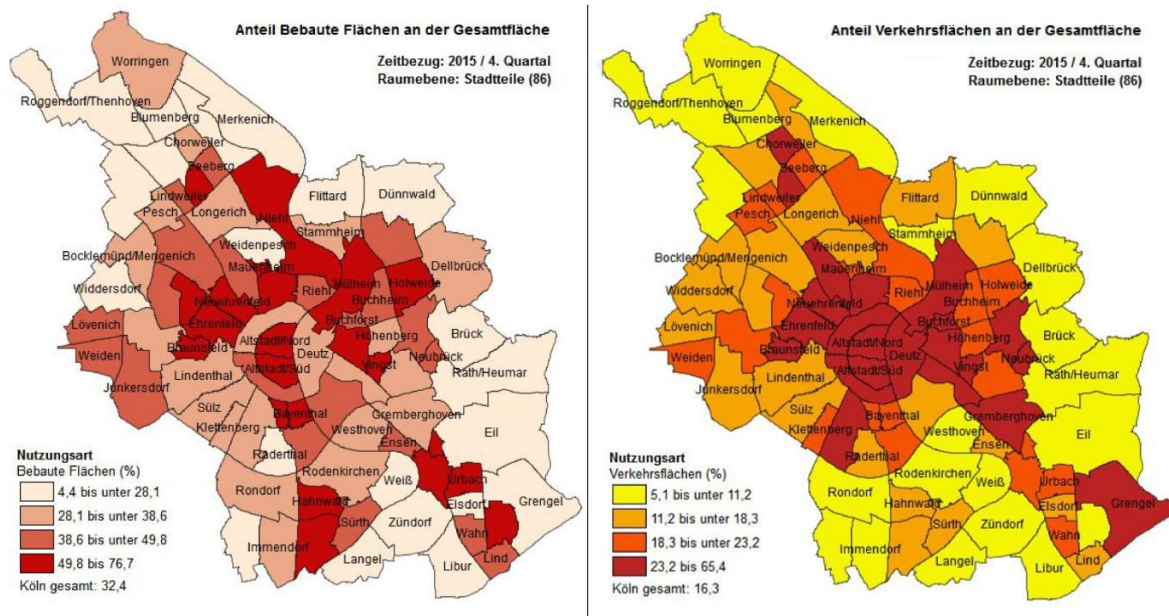 Anteil Bebaute Flächen an der Gesamtfläche
Zeitbezug: 2015 / 4. Quartal
Raumebene: Stadtteile (86)
Worringen
Roggendorf/Thenhoven
Blumenberg
Merkenich
Chorweiler
Seeberg
Lindweiler
Pesch
Longerich
Niehl
Flittard
Dünnwald
Stammheim
Weidenpesch
Bocklemünd/Mengenich
Mauenheim
Dellbrück
Widdersdorf
Neuehrenfeld
Riehl
Mülheim
Holweide
Buchheim
Lövenich
Ehrenfeld
Buchforst
Brück
Weiden
Braunsfeld
Altstadt/Nord
Höhenberg
Deutz
Neubrück
Vingst
Rath/Heumar
Altstadt/Süd
Lindenthal
Junkersdorf
Sülz
Bayenthal
Gremberghoven
Klettenberg
Westhoven
Ensen
Eil
Raderthal
Rodenkirchen
Weiß
Urbach
Rondorf
Hahnwald
Elsdorf
Grengel
Sürth
Zündorf
Wahn
Immendorf
Langel
Lind
Libur
Nutzungsart
Bebaute Flächen (%)
4,4 bis unter 28,1
28,1 bis unter 38,6
38,6 bis unter 49,8
49,8 bis 76,7
Köln gesamt: 32,4
Anteil Verkehrsflächen an der Gesamtfläche
Zeitbezug: 2015 / 4. Quartal
Raumebene: Stadtteile (86)
Worringen
Roggendorf/Thenhoven
Blumenberg
Merkenich
Chorweiler
Seeberg
Lindweiler
Pesch
Longerich
Niehl
Flittard
Dünnwald
Stammheim
Weidenpesch
Bocklemünd/Mengenich
Mauenheim
Dellbrück
Widdersdorf
Neuehrenfeld
Riehl
Mülheim
Holweide
Buchheim
Lövenich
Ehrenfeld
Buchforst
Brück
Weiden
Braunsfeld
Altstadt/Nord
Höhenberg
Deutz
Neubrück
Vingst
Rath/Heumar
Altstadt/Süd
Lindenthal
Junkersdorf
Sülz
Bayenthal
Gremberghoven
Klettenberg
Westhoven
Ensen
Eil
Raderthal
Rodenkirchen
Weiß
Urbach
Rondorf
Hahnwald
Elsdorf
Grengel
Sürth
Zündorf
Wahn
Immendorf
Langel
Lind
Libur
Nutzungsart
Verkehrsflächen (%)
5,1 bis unter 11,2
11,2 bis unter 18,3
18,3 bis unter 23,2
23,2 bis 65,4
Köln gesamt: 16,3